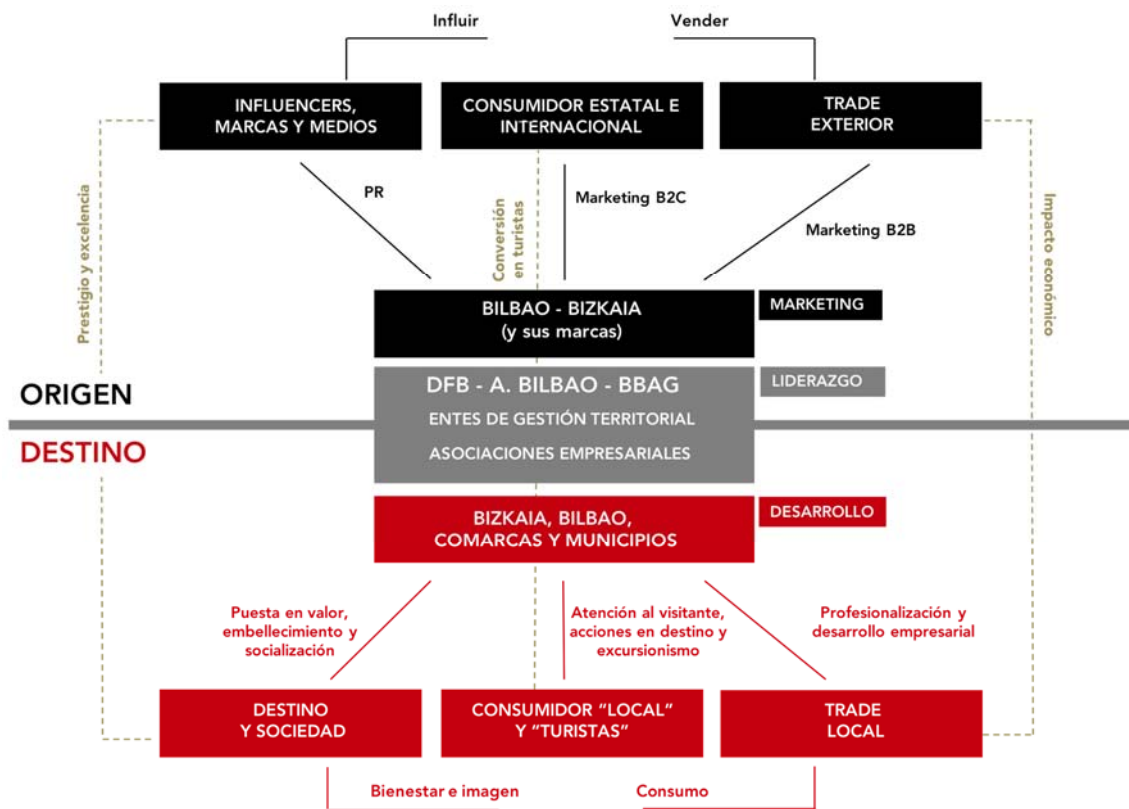 Influir
Vender
INFLUENCERS,
MARCAS Y MEDIOS
CONSUMIDOR ESTATAL E
INTERNACIONAL
TRADE
EXTERIOR
Prestigio y excelencia
PR
Conversión
en turistas
Marketing B2C
Marketing B2B
Impacto económico
BILBAO - BIZKAIA
(y sus marcas)
MARKETING
ORIGEN
DFB - A. BILBAO - BBAG
LIDERAZGO
ENTES DE GESTIÓN TERRITORIAL
DESTINO
ASOCIACIONES EMPRESARIALES
BIZKAIA, BILBAO,
COMARCAS Y MUNICIPIOS
DESARROLLO
Puesta en valor,
embellecimiento y
socialización
Atención al visitante,
acciones en destino y
excursionismo
Profesionalización y
desarrollo empresarial
DESTINO
Y SOCIEDAD
CONSUMIDOR "LOCAL"
Y "TURISTAS"
TRADE
LOCAL
Bienestar e imagen
Consumo